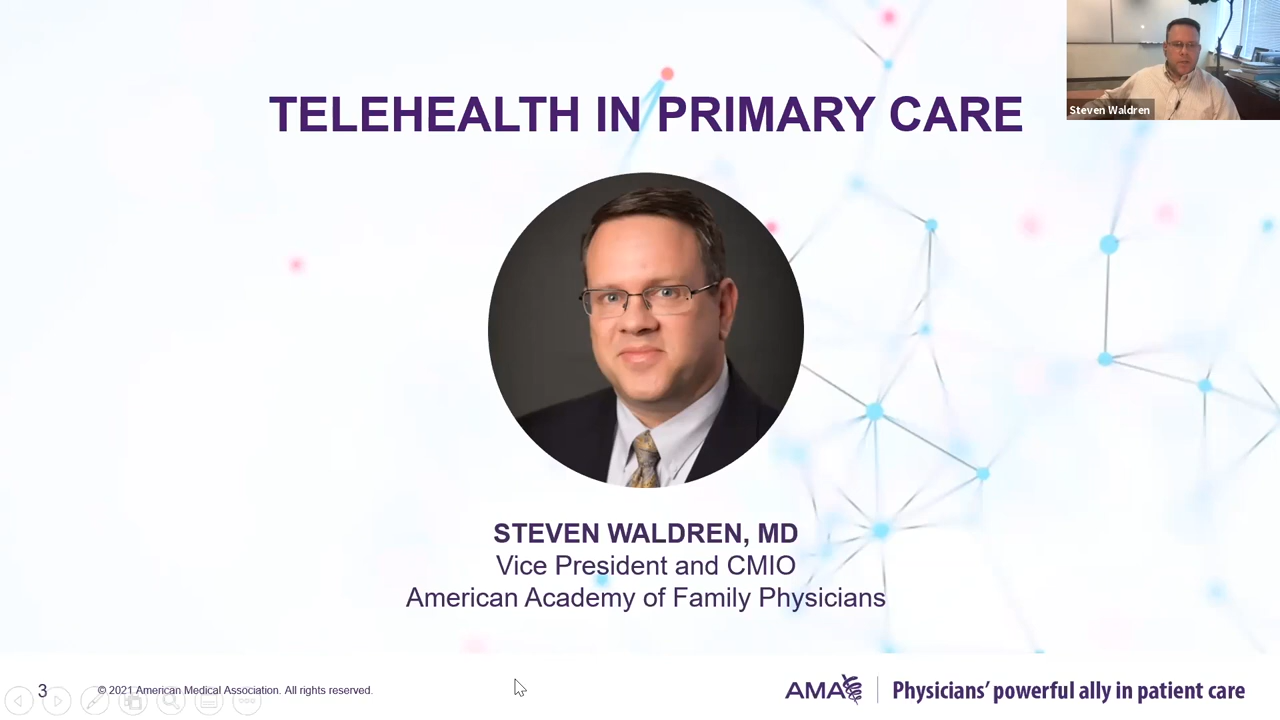 TELEHEALTH IN PRIMARY CARE
Steven Waldren
STEVEN WALDREN, MD
Vice President and CMIO
American Academy of Family Physicians
3
© 2021 American Medical Association. All rights reserved.
AMA
Physicians' powerful ally in patient care